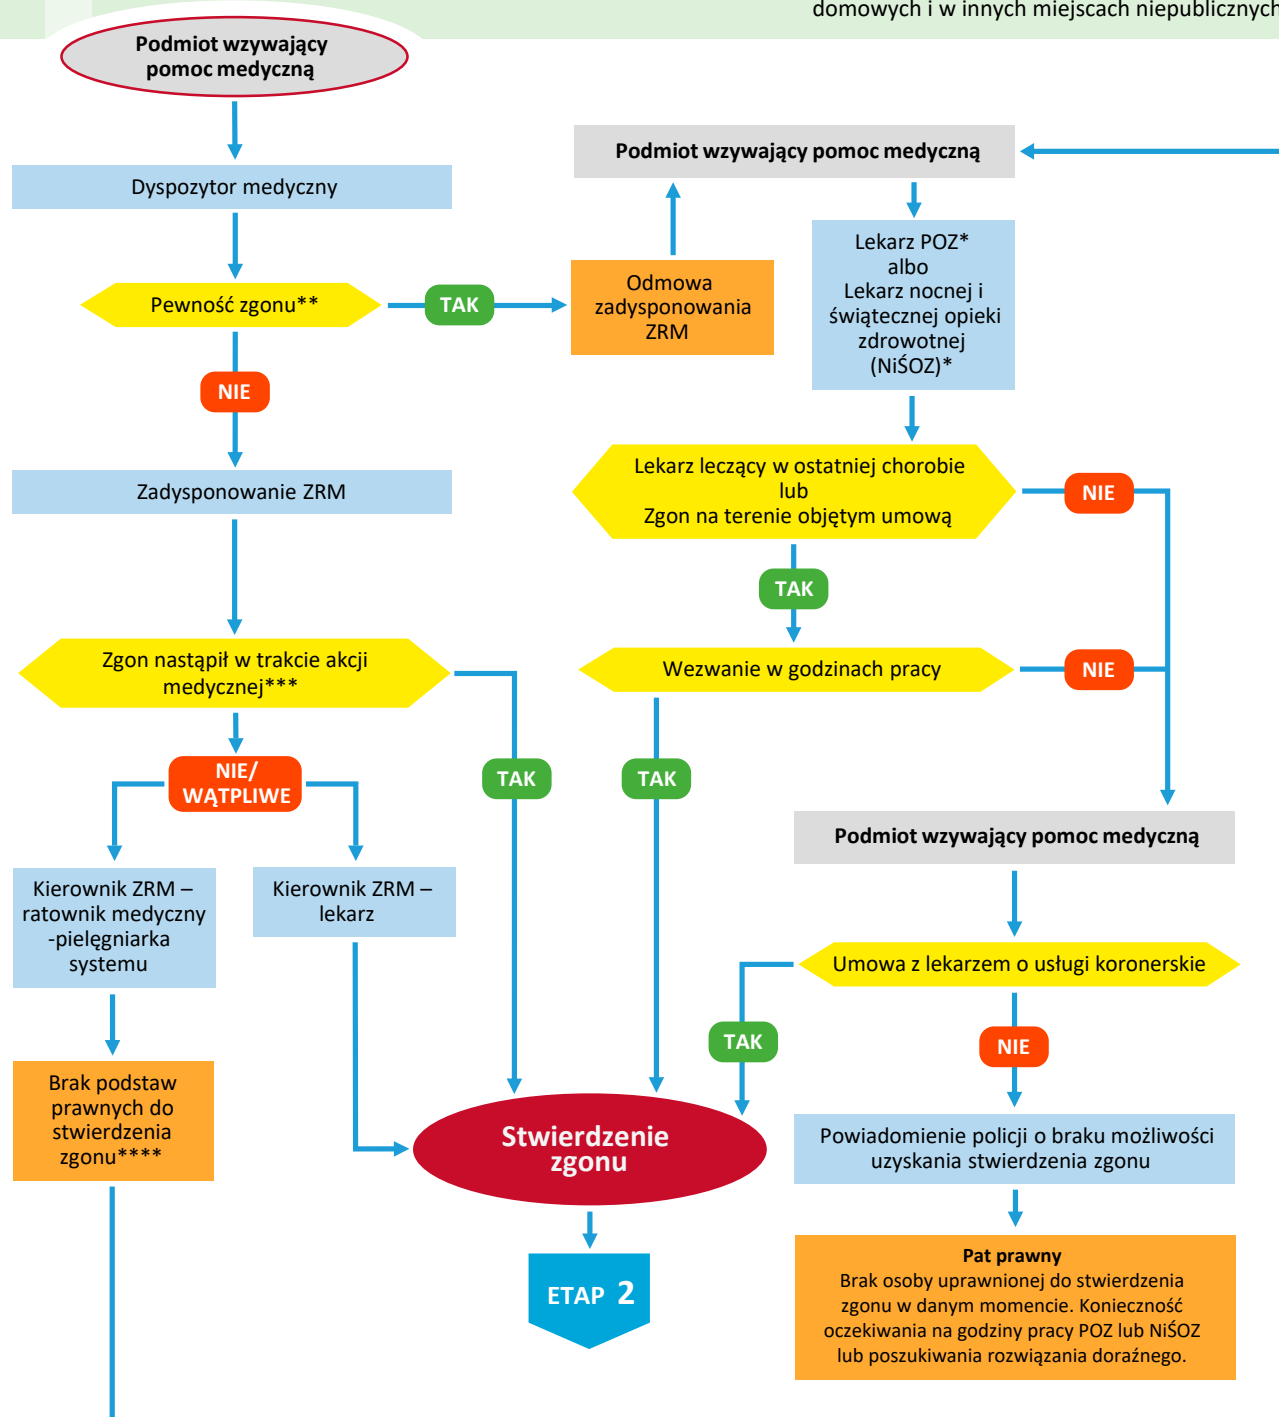 domowych i w innych miejscach niepublicznych
Podmiot wzywający
pomoc medyczną
Dyspozytor medyczny
Pewność zgonu**
TAK
Odmowa
zadysponowania
ZRM
NIE
Zadysponowanie ZRM
Zgon nastąpił w trakcie akcji
medycznej***
NIE/
WĄTPLIWE
TAK
Kierownik ZRM –
ratownik medyczny
-pielęgniarka
systemu
Kierownik ZRM –
lekarz
Brak podstaw
prawnych do
stwierdzenia
zgonu****
Podmiot wzywający pomoc medyczną
Lekarz POZ*
albo
Lekarz nocnej i
świątecznej opieki
zdrowotnej
(NiŚOZ)*
Lekarz leczący w ostatniej chorobie
lub
Zgon na terenie objętym umową
NIE
TAK
Wezwanie w godzinach pracy
NIE
TAK
Podmiot wzywający pomoc medyczną
Umowa z lekarzem o usługi koronerskie
TAK
NIE
Powiadomienie policji o braku możliwości
uzyskania stwierdzenia zgonu
Pat prawny
Brak osoby uprawnionej do stwierdzenia
zgonu w danym momencie. Konieczność
oczekiwania na godziny pracy POZ lub NiŚOZ
lub poszukiwania rozwiązania doraźnego.
Stwierdzenie
zgonu
ETAP 2